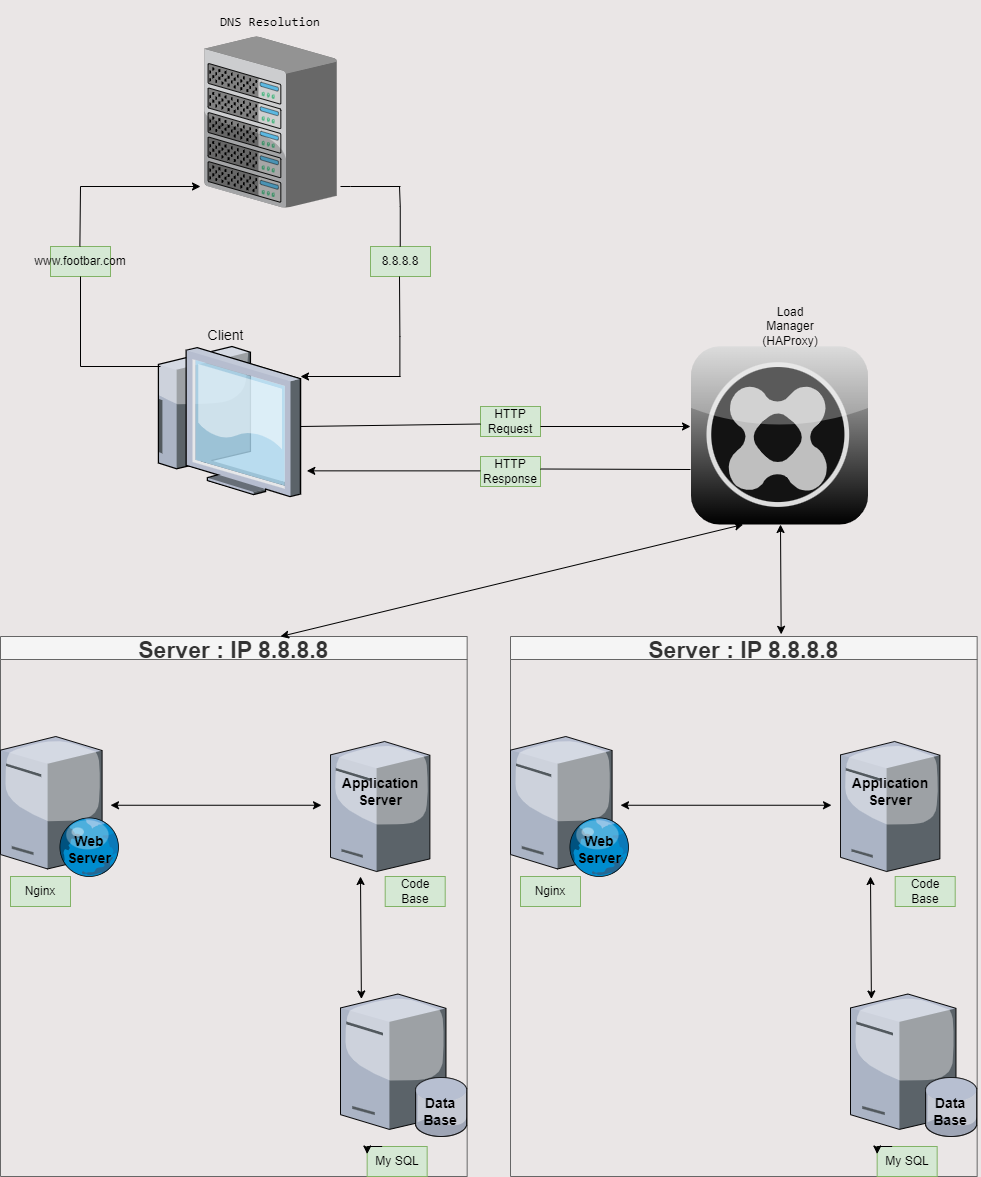 DNS Resolution
www.footbar.com
8.8.8.8
Client
Load
Manager
(HAProxy)
HTTP
Request
HTTP
Response
Server : IP 8.8.8.8
Server : IP 8.8.8.8
Application
Server
Web
Server
Nginx
Code
Base
Data
Base
My SQL
Application
Server
Web
Server
Nginx
Code
Base
Data
Base
My SQL